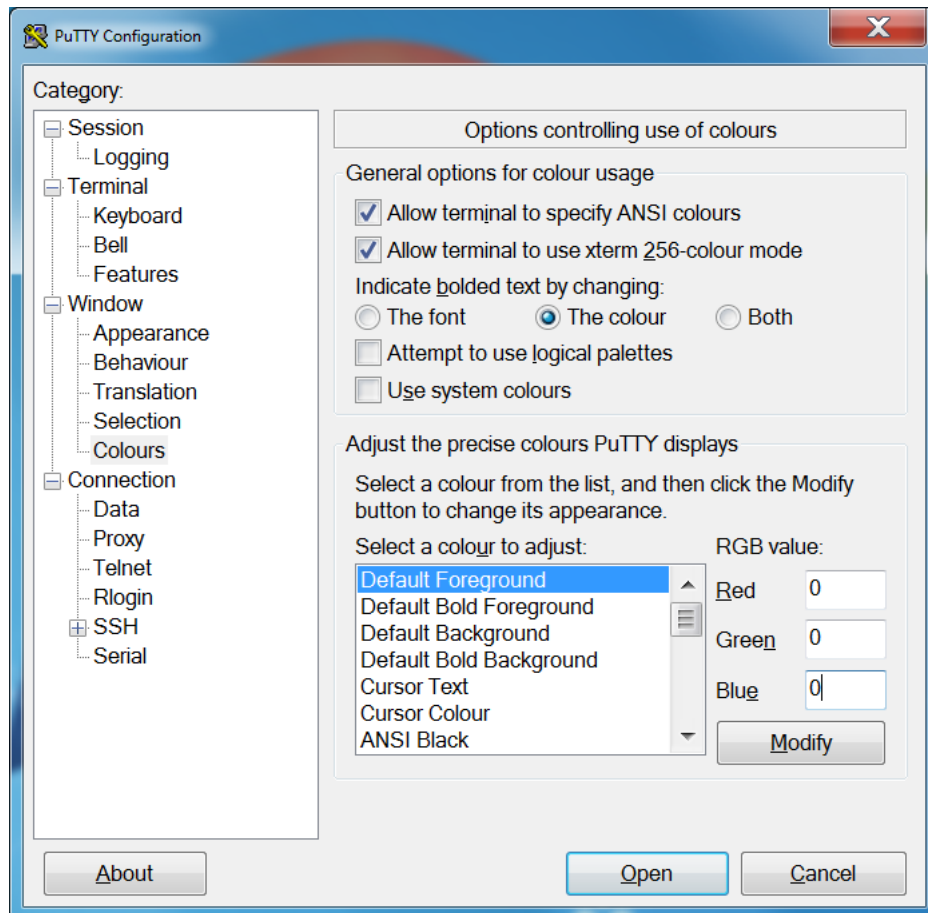 PuTTY Configuration
Category:
Session
Logging
Terminal
Keyboard
Bell
Features
Window
Appearance
Behaviour
Translation
Selection
Colours
Connection
Data
Proxy
Telnet
Rlogin
SSH
Serial
Options controlling use of colours
General options for colour usage
Allow terminal to specify ANSI colours
Allow terminal to use xterm 256-colour mode
Indicate bolded text by changing:
The font The colour Both
Attempt to use logical palettes
Use system colours
Adjust the precise colours PuTTY displays
Select a colour from the list, and then click the Modify
button to change its appearance.
Select a colour to adjust:
Default Foreground
Default Bold Foreground
Default Background
Default Bold Background
Cursor Text
Cursor Colour
ANSI Black
RGB value:
Red 0
Green 0
Blue 0
Modify
About
Open
Cancel